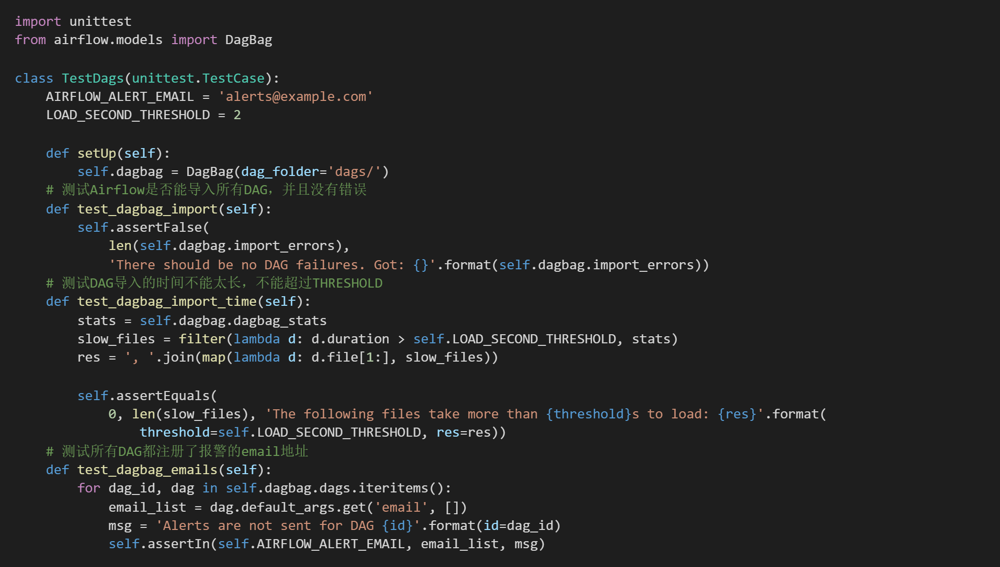 import unittest
from airflow.models import DagBag
class TestDags(unittest.TestCase):
    AIRFLOW_ALERT_EMAIL = 'alerts@example.com'
    LOAD_SECOND_THRESHOLD = 2
    def setUp(self):
        self.dagbag = DagBag(dag_folder='dags/')
    # 测试Airflow是否能导入所有DAG，并且没有错误
    def test_dagbag_import(self):
        self.assertFalse(
            len(self.dagbag.import_errors),
            'There should be no DAG failures. Got: {}'.format(self.dagbag.import_errors))
    # 测试DAG导入的时间不能太长，不能超过THRESHOLD
    def test_dagbag_import_time(self):
        stats = self.dagbag.dagbag_stats
        slow_files = filter(lambda d: d.duration > self.LOAD_SECOND_THRESHOLD, stats)
        res = ', '.join(map(lambda d: d.file[1:], slow_files))
        self.assertEquals(
            0, len(slow_files), 'The following files take more than {threshold}s to load: {res}'.format(
                threshold=self.LOAD_SECOND_THRESHOLD, res=res))
    # 测试所有DAG都注册了报警的email地址
    def test_dagbag_emails(self):
        for dag_id, dag in self.dagbag.dags.iteritems():
            email_list = dag.default_args.get('email', [])
            msg = 'Alerts are not sent for DAG {id}'.format(id=dag_id)
            self.assertIn(self.AIRFLOW_ALERT_EMAIL, email_list, msg)